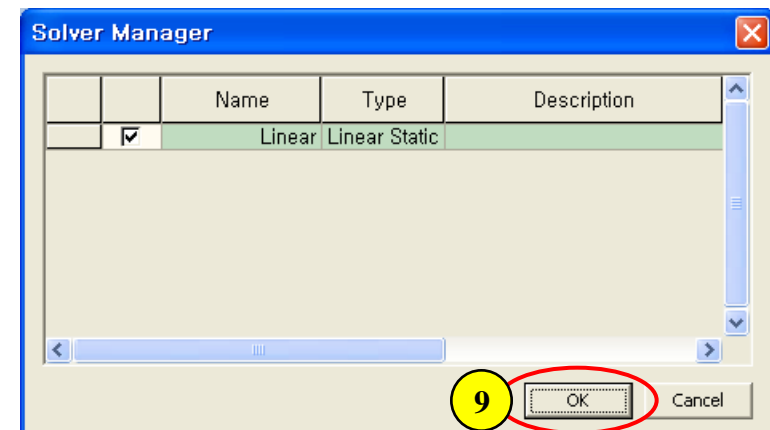 Solver Manager
Name Type Description
Linear Linear Static
9 OK Cancel